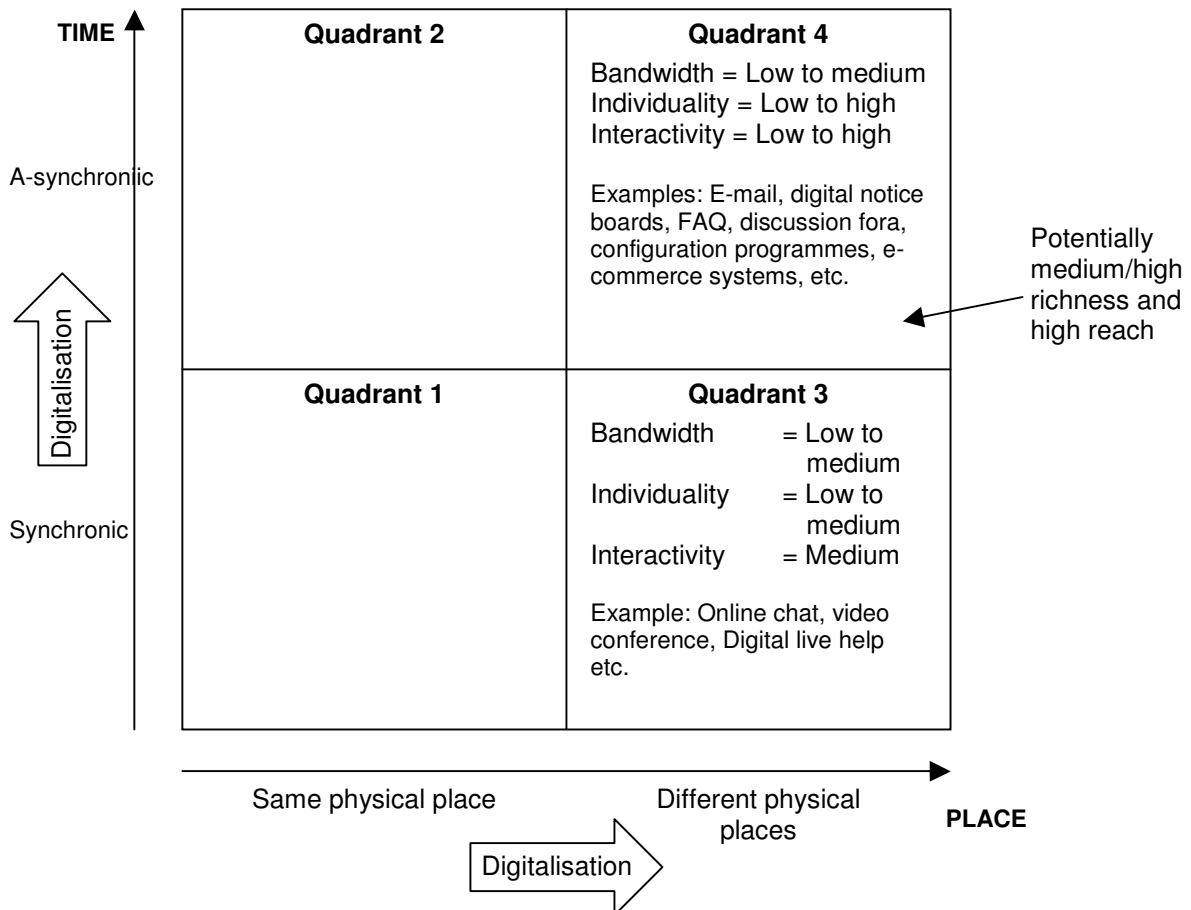 TIME
Quadrant 2
Quadrant 4
Bandwidth = Low to medium
Individuality = Low to high
Interactivity = Low to high
A-synchroniic
Examples: E-mail, digital notice
boards, FAQ, discussion fora,
configuration programmes, e-
commerce systems, etc.
Potentially
medium/high
richness and
high reach
Digitalisation
Quadrant 1
Quadrant 3
Bandwidth = Low to
medium
Individuality = Low to
medium
Interactivity = Medium
Synchronic
Example: Online chat, video
conference, Digital live help
etc.
Same physical place
Different physical
places
PLACE
Digitalisation